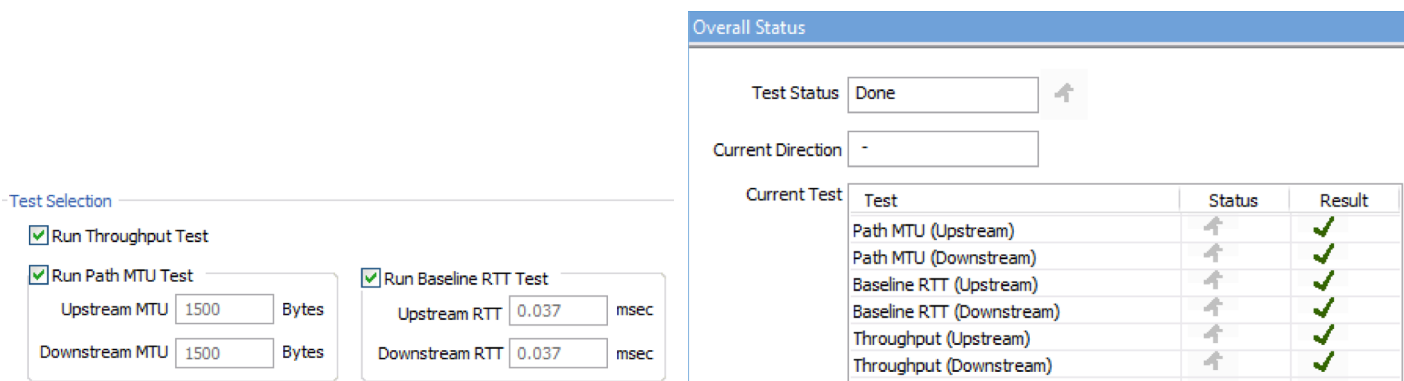 Test Selection
Run Throughput Test
Run Path MTU Test
Upstream MTU 1500 Bytes
Downstream MTU 1500 Bytes
Run Baseline RTT Test
Upstream RTT 0.037 msec
Downstream RTT 0.037 msec
Overall Status
Test Status Done
Current Direction -
Current Test
Test Status Result
Path MTU (Upstream)
Path MTU (Downstream)
Baseline RTT (Upstream)
Baseline RTT (Downstream)
Throughput (Upstream)
Throughput (Downstream)